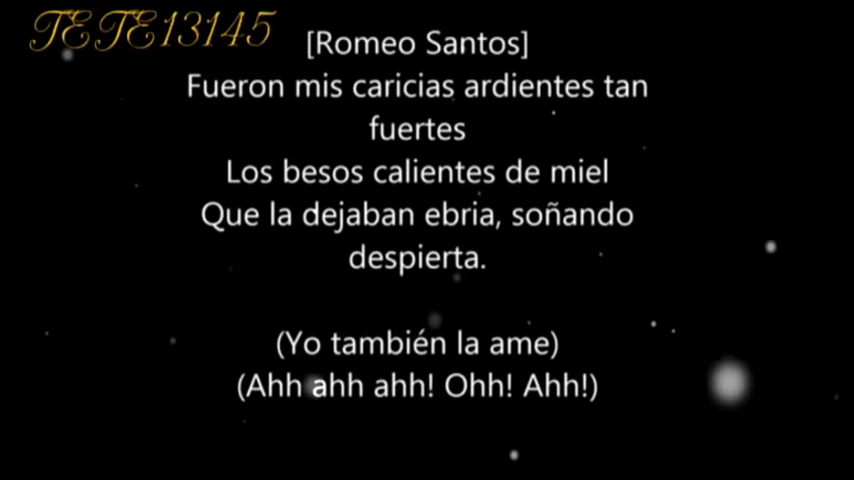 TETE13145
[Romeo Santos]
Fueron mis caricias ardientes tan
fuertes
Los besos calientes de miel
Que la dejaban ebria, soñando
despierta.
(Yo también la ame)
(Ahh ahh ahh! Ohh! Ahh!)